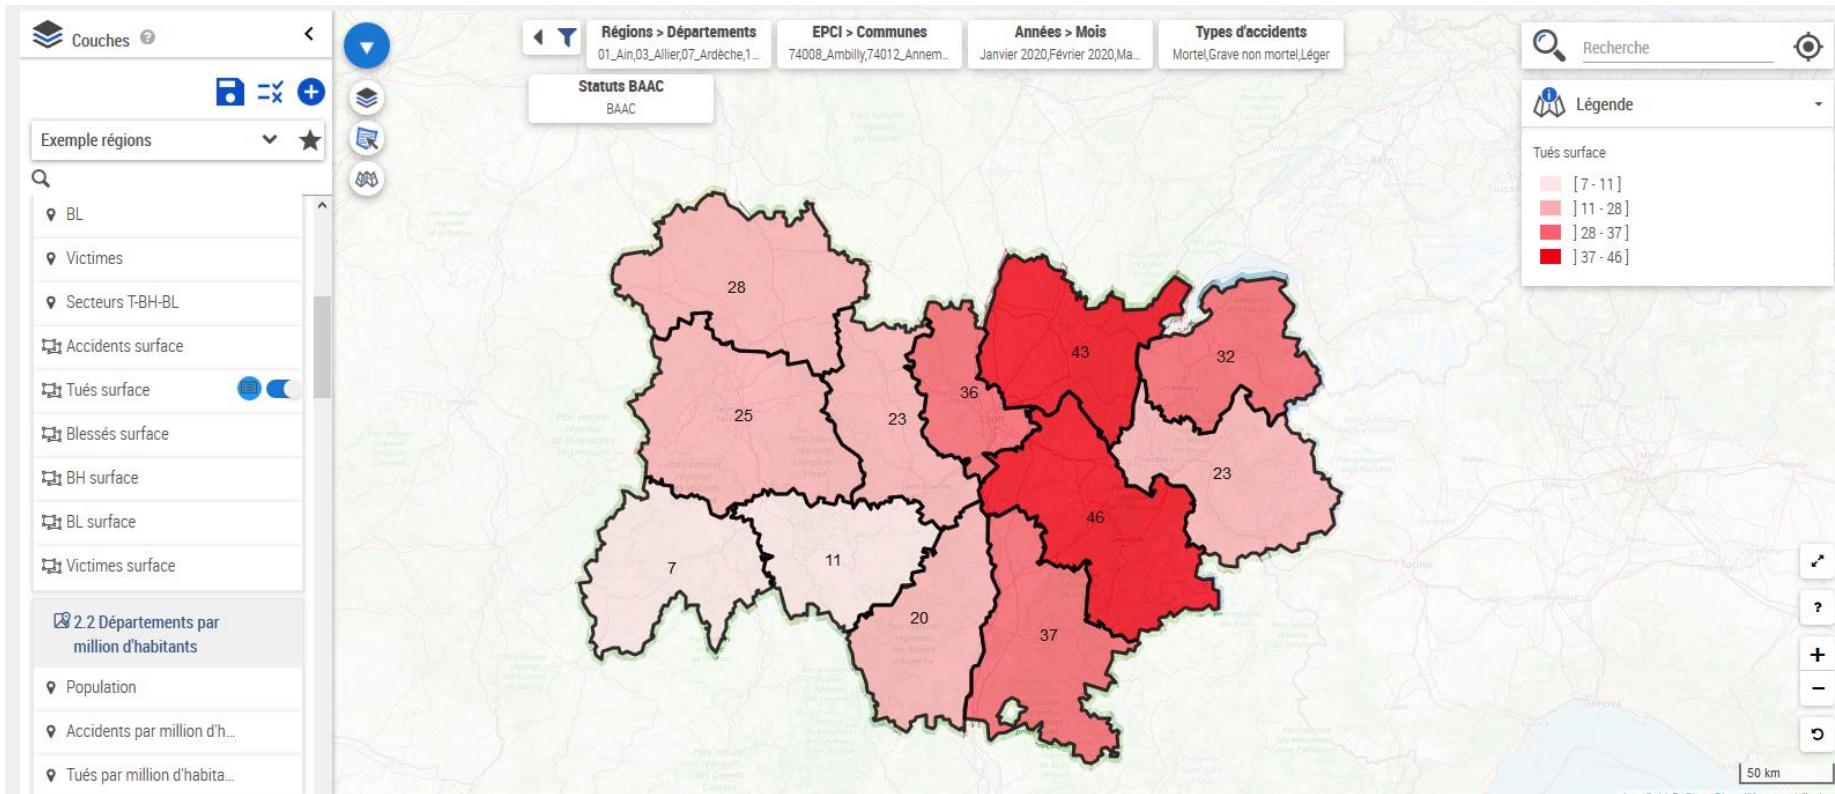 Couches
Exemple régions
BL
Victimes
Secteurs T-BH-BL
Accidents surface
Tués surface
Blessés surface
BH surface
BL surface
Victimes surface
2.2 Départements par
million d'habitants
Population
Accidents par million d'h...
Tués par million d'habita...
Régions > Départements
01_Ain,03_Allier,07_Ardèche,1...
EPCI > Communes
74008_Ambilly,74012_Annem...
Années > Mois
Janvier 2020,Février 2020,Ma...
Types d'accidents
Mortel,Grave non mortel,Léger
Statuts BAAC
BAAC
28
43
32
36
25
23
23
46
7
11
20
37
Recherche
Légende
Tués surface
[ 7 - 11 ]
] 11 - 28 ]
] 28 - 37 ]
] 37 - 46 ]
?
+
−
50 km